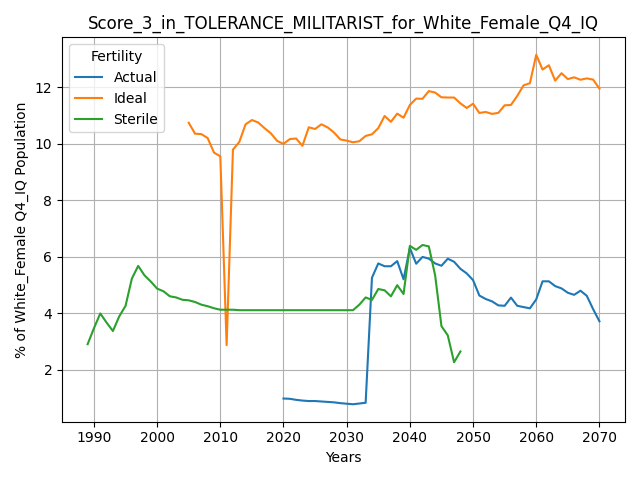 Score_3_in_TOLERANCE_MILITARIST_for_White_Female_Q4_IQ
Fertility
Actual
Ideal
Sterile
% of White_Female Q4_IQ Population
12
10
8
6
4
2
1990 2000 2010 2020 2030 2040 2050 2060 2070
Years